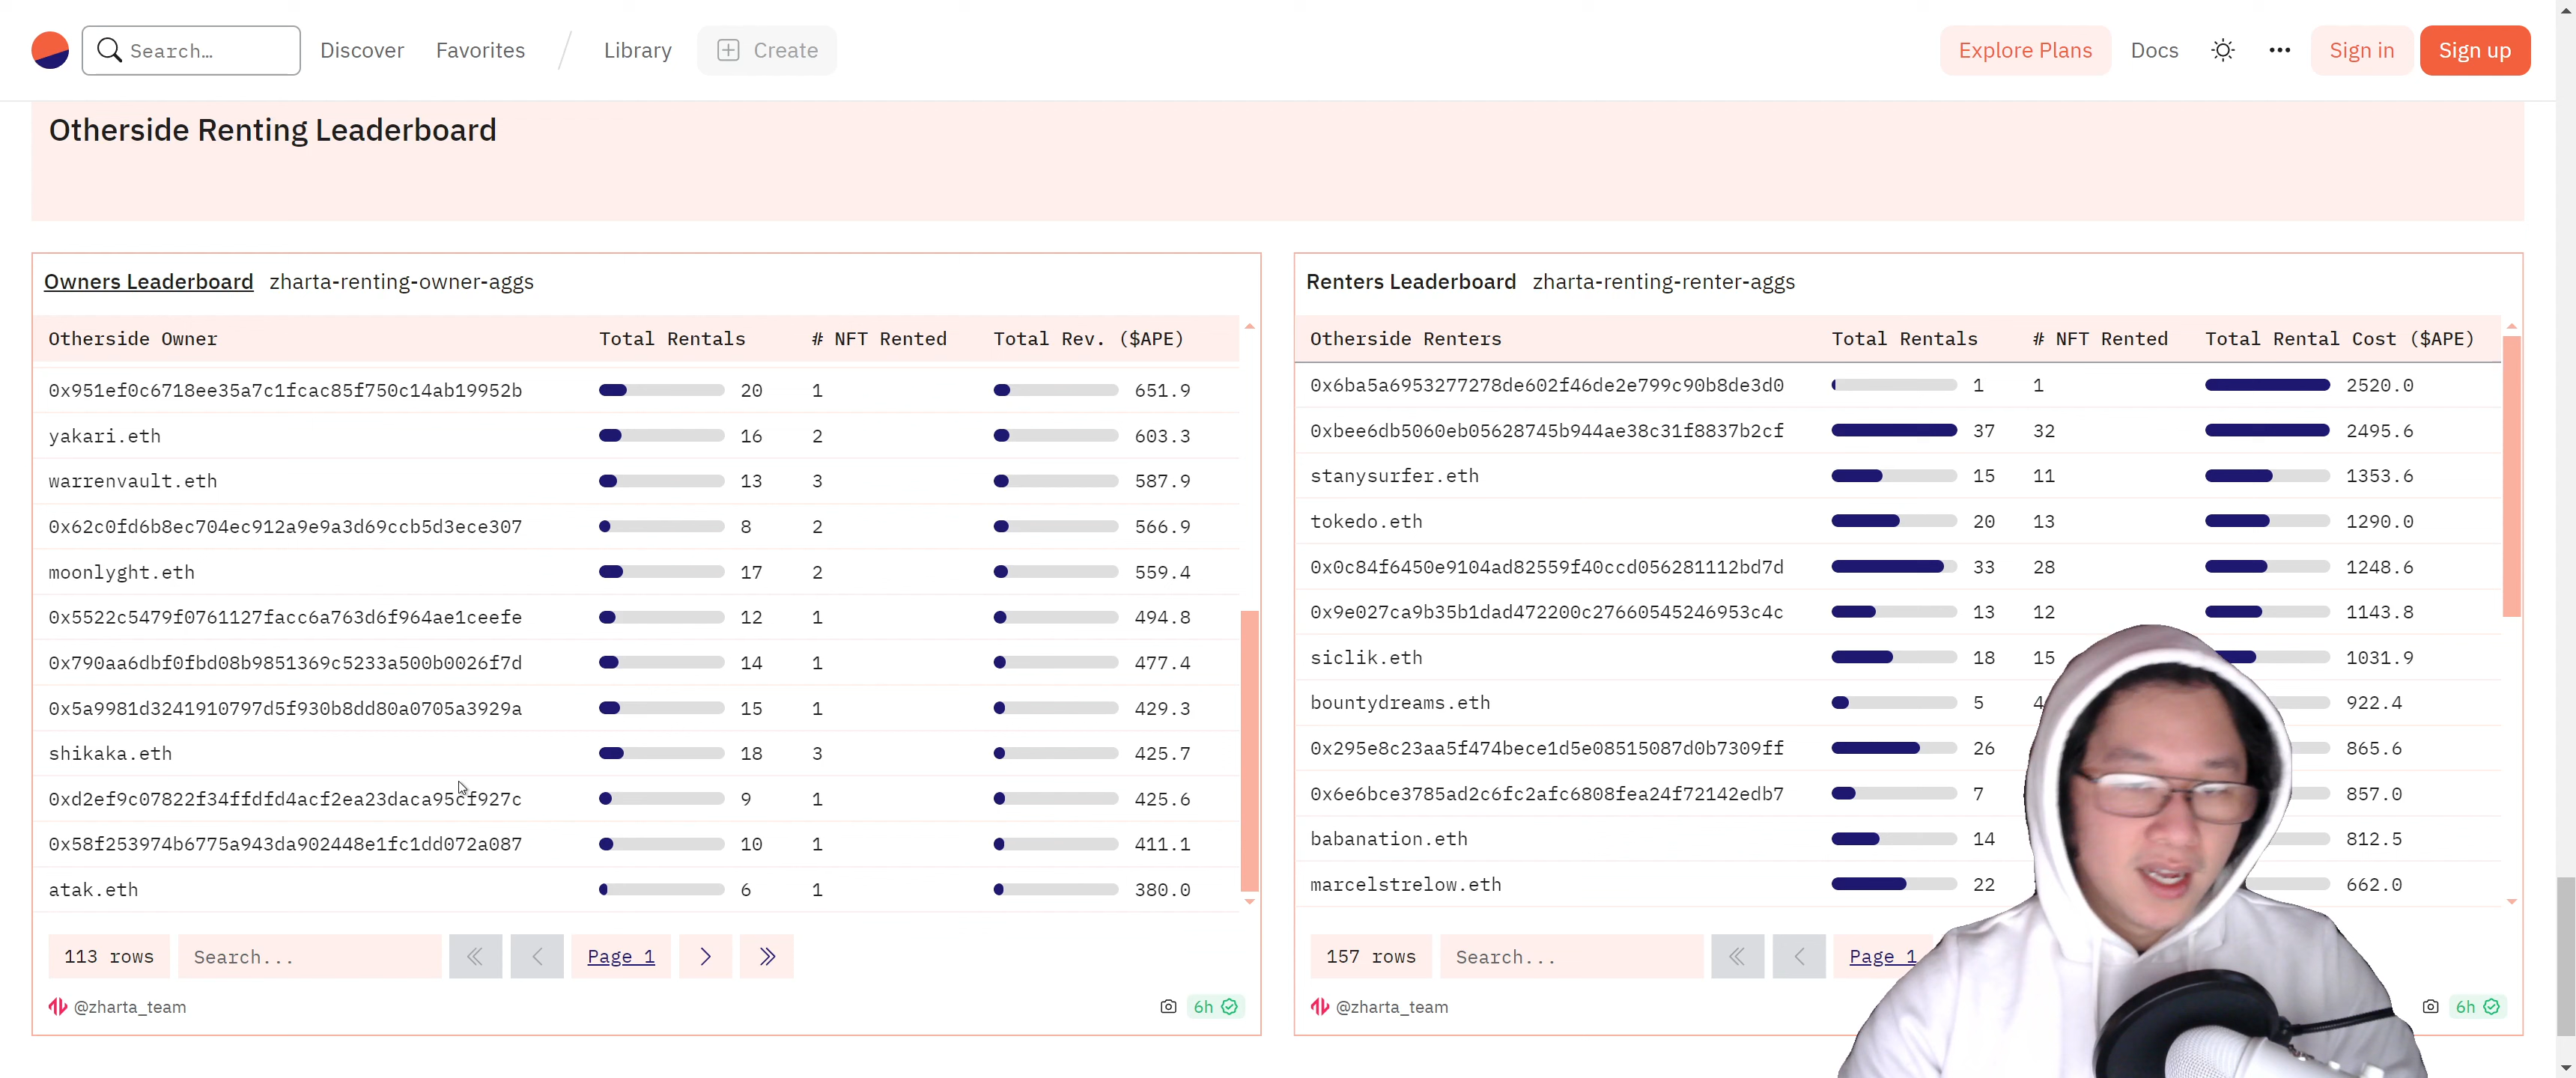 Search… Discover Favorites / Library Create Explore Plans Docs ••• Sign in Sign up
Otherside Renting Leaderboard
Owners Leaderboard zharta-renting-owner-aggs
Otherside Owner Total Rentals # NFT Rented Total Rev. ($APE)
0x951ef0c6718ee35a7c1fcac85f750c14ab19952b 20 1 651.9
yakari.eth 16 2 603.3
warrenvault.eth 13 3 587.9
0x62c0fd6b8ec704ec912a9e9a3d69ccb5d3ece307 8 2 566.9
moonlyght.eth 17 2 559.4
0x5522c5479f0761127facc6a763d6f964ae1ceefe 12 1 494.8
0x790aa6dbf0fbd08b9851369c5233a500b0026f7d 14 1 477.4
0x5a9981d3241910797d5f930b8dd80a0705a3929a 15 1 429.3
shikaka.eth 18 3 425.7
0xd2ef9c07822f34ffdfd4acf2ea23daca95cf927c 9 1 425.6
0x58f253974b6775a943da902448e1fc1dd072a087 10 1 411.1
atak.eth 6 1 380.0
113 rows Search... Page 1
@zharta_team 6h
Renters Leaderboard zharta-renting-renter-aggs
Otherside Renters Total Rentals # NFT Rented Total Rental Cost ($APE)
0x6ba5a6953277278de602f46de2e799c90b8de3d0 1 1 2520.0
0xbee6db5060eb05628745b944ae38c31f8837b2cf 37 32 2495.6
stanysurfer.eth 15 11 1353.6
tokedo.eth 20 13 1290.0
0x0c84f6450e9104ad82559f40ccd056281112bd7d 33 28 1248.6
0x9e027ca9b35b1dad472200c27660545246953c4c 13 12 1143.8
siclik.eth 18 15 1031.9
bountydreams.eth 5 4 922.4
0x295e8c23aa5f474bece1d5e08515087d0b7309ff 26 865.6
0x6e6bce3785ad2c6fc2afc6808fea24f72142edb7 7 857.0
babanation.eth 14 812.5
marcelstrelow.eth 22 662.0
157 rows Search... Page 1
@zharta_team 6h